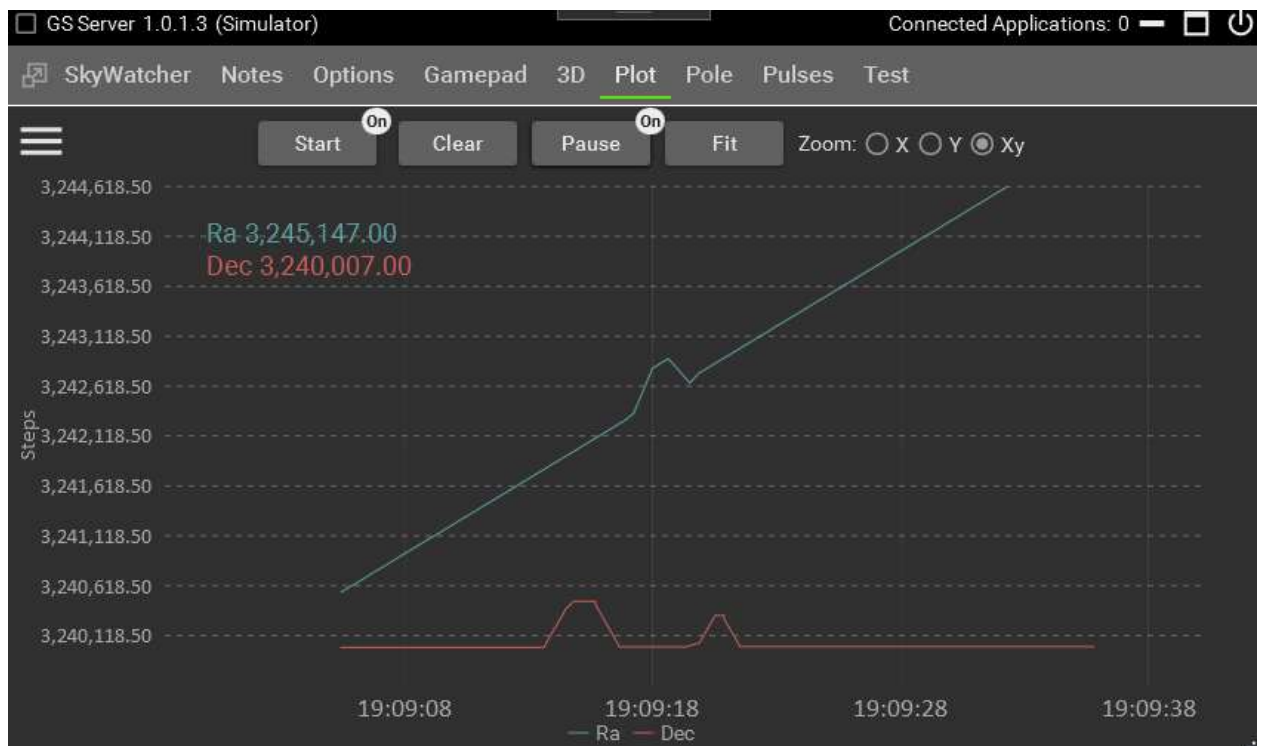 GS Server 1.0.1.3 (Simulator) Connected Applications: 0
SkyWatcher Notes Options Gamepad 3D Plot Pole Pulses Test
Start On Clear Pause On Fit Zoom: X Y Xy
3,244,618.50
3,244,118.50
Ra 3,245,147.00
Dec 3,240,007.00
3,243,618.50
3,243,118.50
3,242,618.50
Steps
3,242,118.50
3,241,618.50
3,241,118.50
3,240,618.50
3,240,118.50
19:09:08 19:09:18 19:09:28 19:09:38
Ra Dec